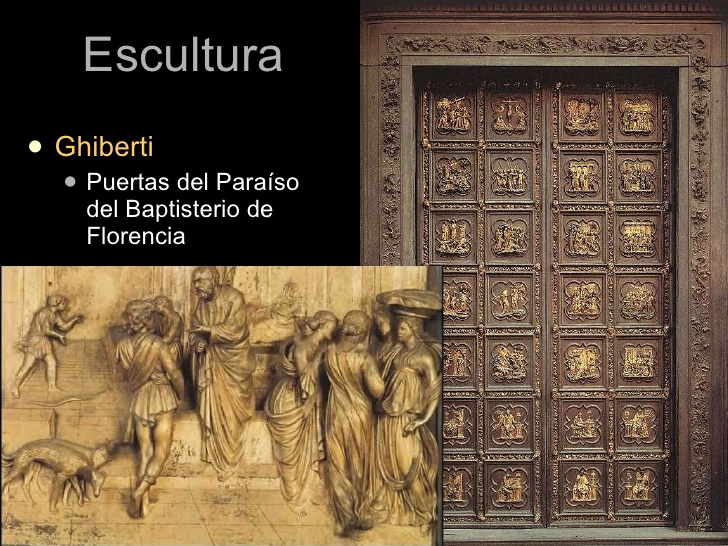 Escultura
Ghiberti
Puertas del Paraíso
del Baptisterio de
Florencia